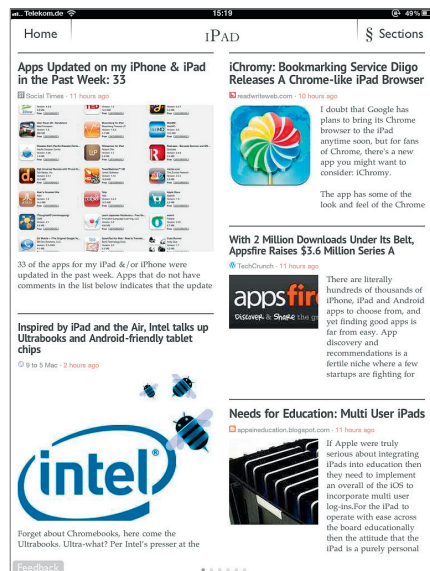 Telekom.de 15:19 49%
Home
IPAD
§ Sections
Apps Updated on my iPhone & iPad
in the Past Week: 33
Social Times - 11 hours ago
33 of the apps for my iPad &/or iPhone were
updated in the past week. Apps that do not have
comments in the list below indicates that the update
Inspired by iPad and the Air, Intel talks up
Ultrabooks and Android-friendly tablet
chips
9 to 5 Mac - 2 hours ago
intel
Forget about Chromebooks, here come the
Ultrabooks. Ultra-what? Per Intel's presser at the
Feedback
iChromy: Bookmarking Service Diigo
Releases A Chrome-like iPad Browser
readwriteweb.com - 10 hours ago
I doubt that Google has
plans to bring its Chrome
browser to the iPad
anytime soon, but for fans
of Chrome, there's a new
app you might want to
consider: iChromy.
The app has some of the
look and feel of the Chrome
With 2 Million Downloads Under Its Belt,
Appsfire Raises $3.6 Million Series A
TechCrunch - 11 hours ago
appsfir
DISCOVER & SHARE the gr
There are literally
hundreds of thousands of
iPhone, iPad and Android
apps to choose from, and
yet finding good apps is
far from easy. App
discovery and
recommendations is a
fertile niche where a few
startups are fighting for
Needs for Education: Multi User iPads
appsineducation.blogspot.com - 11 hours ago
If Apple were truly
serious about integrating
iPads into education then
they need to implement
an overall of the iOS to
incorporate multi user
log-ins.For the iPad to
operate with ease across
the board educationally
then the attitude that the
iPad is a purely personal